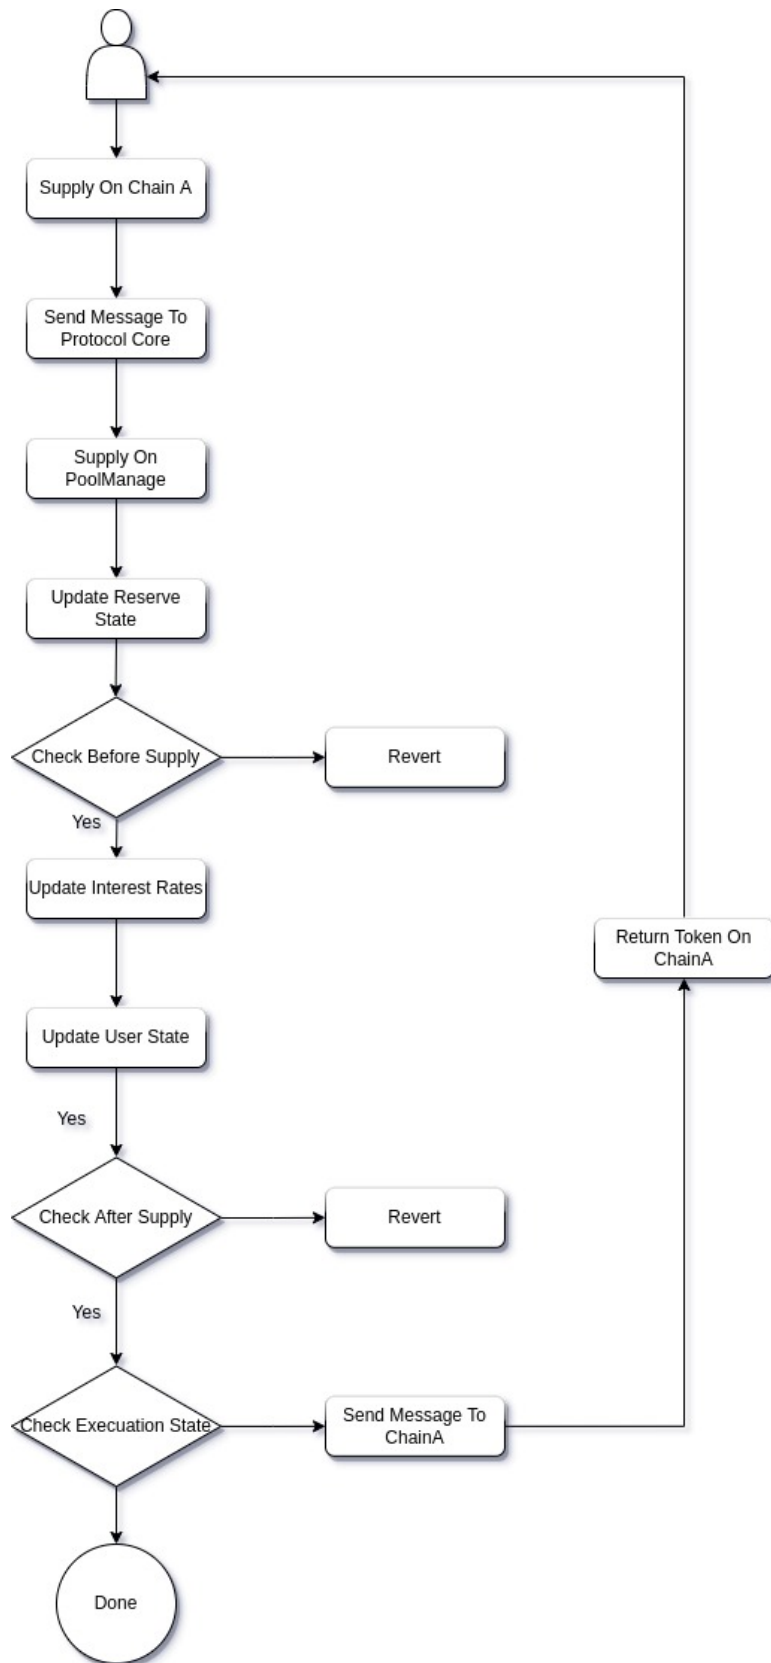 Supply On Chain A
Send Message To
Protocol Core
Supply On
PoolManage
Update Reserve
State
Check Before Supply
Revert
Yes
Update Interest Rates
Return Token On
ChainA
Update User State
Yes
Check After Supply
Revert
Yes
Check Execuation State
Send Message To
ChainA
Done